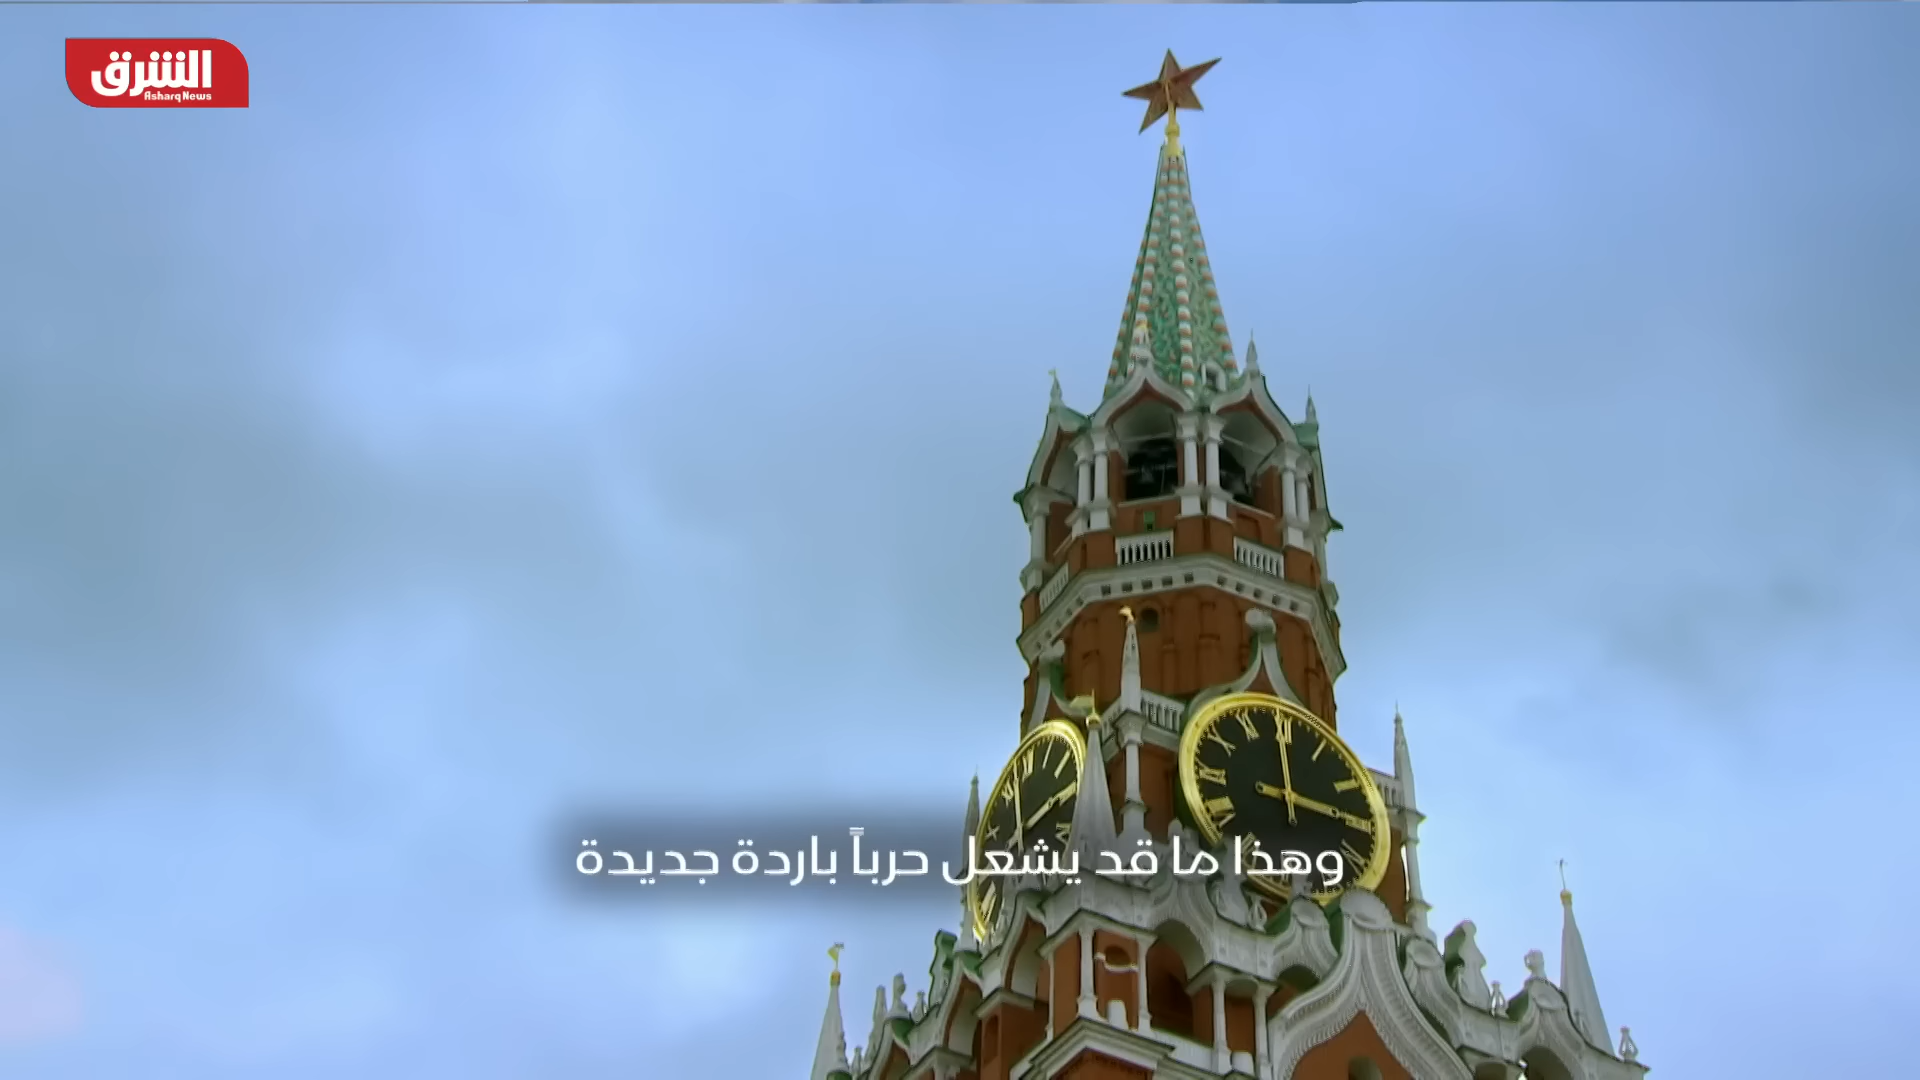 الشرق
Asharq News
وهذا ما قد يشعل حرباً باردة جديدة